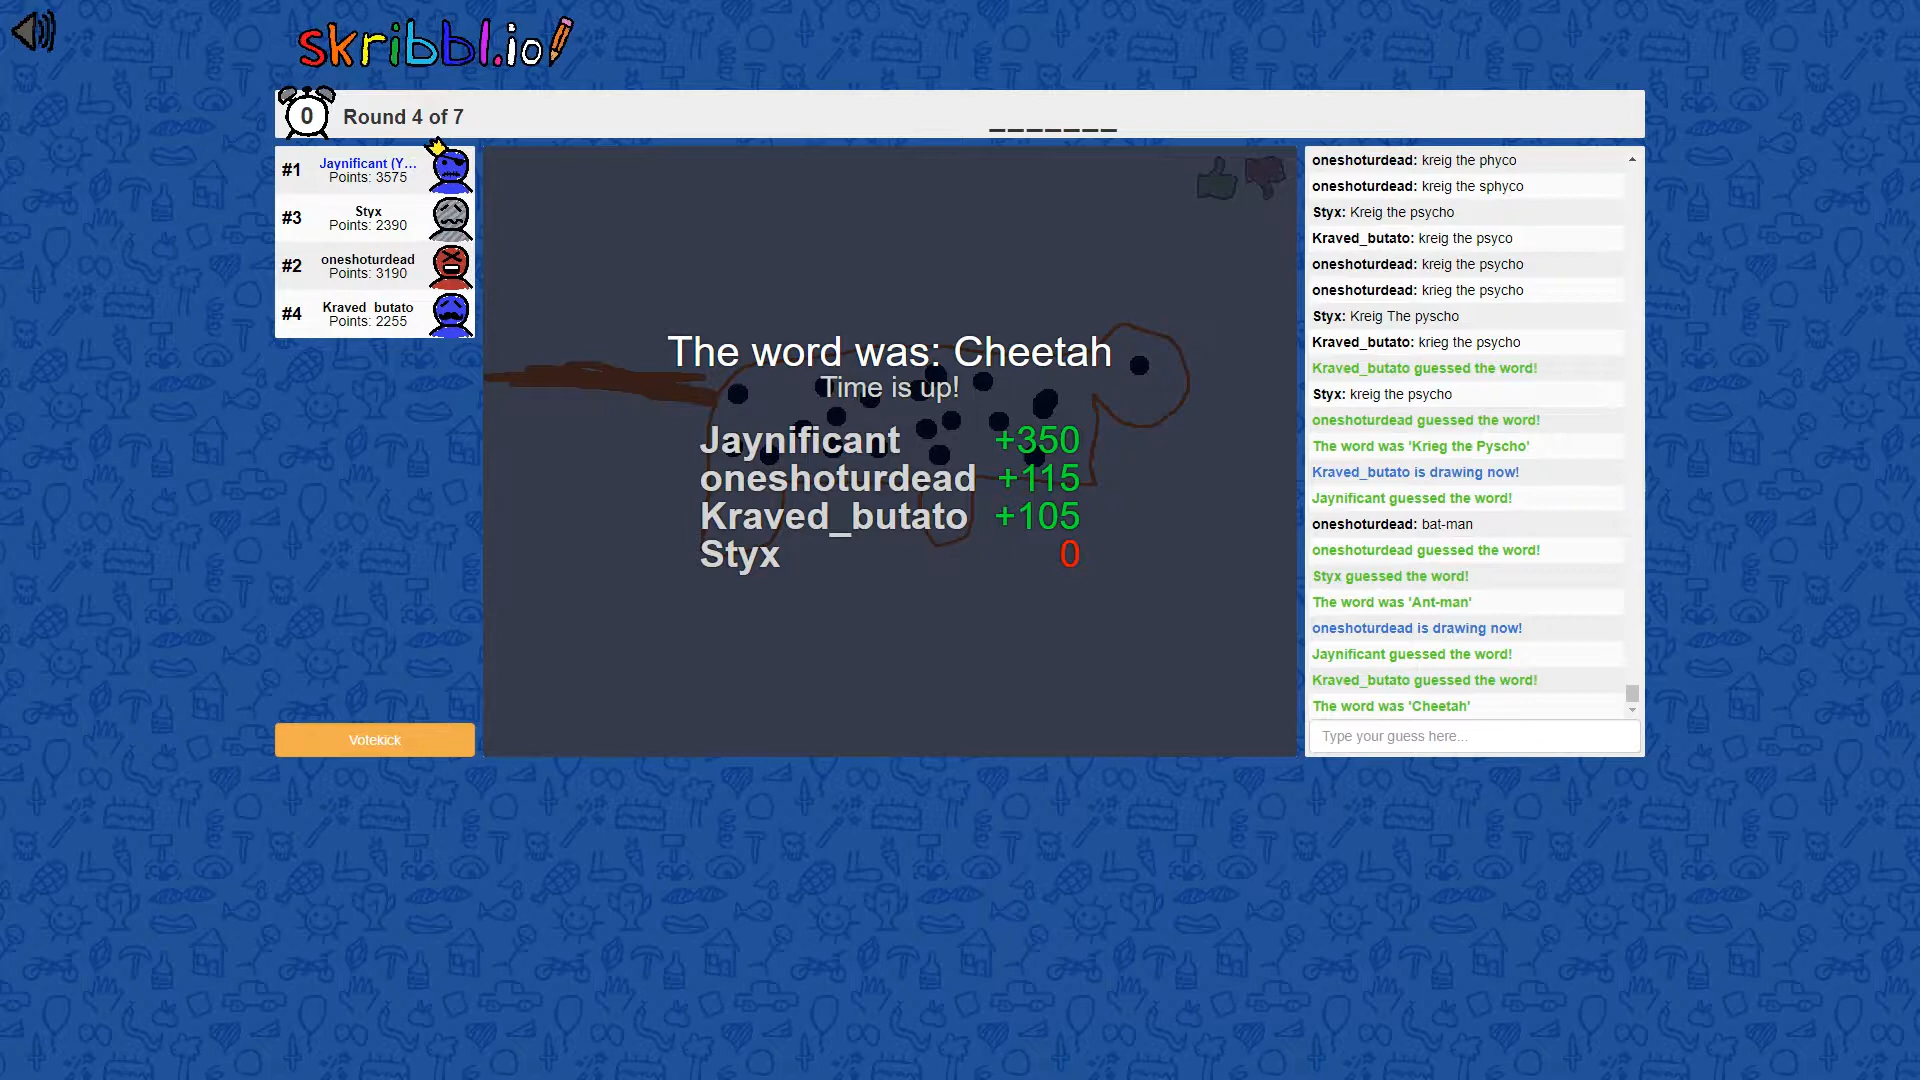 skribbl.io
0
Round 4 of 7
_______
#1
Jaynificant (Y...
Points: 3575
#3
Styx
Points: 2390
#2
oneshoturdead
Points: 3190
#4
Kraved_butato
Points: 2255
Votekick
The word was: Cheetah
Time is up!
Jaynificant +350
oneshoturdead +115
Kraved_butato +105
Styx 0
oneshoturdead: kreig the phyco
oneshoturdead: kreig the sphyco
Styx: Kreig the psycho
Kraved_butato: kreig the psyco
oneshoturdead: kreig the psycho
oneshoturdead: krieg the psycho
Styx: Kreig The pyscho
Kraved_butato: krieg the psycho
Kraved_butato guessed the word!
Styx: kreig the psycho
oneshoturdead guessed the word!
The word was 'Krieg the Pyscho'
Kraved_butato is drawing now!
Jaynificant guessed the word!
oneshoturdead: bat-man
oneshoturdead guessed the word!
Styx guessed the word!
The word was 'Ant-man'
oneshoturdead is drawing now!
Jaynificant guessed the word!
Kraved_butato guessed the word!
The word was 'Cheetah'
Type your guess here...